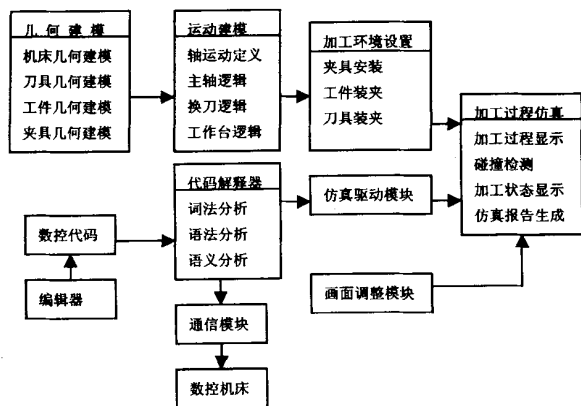 几何建模
机床几何建模
刀具几何建模
工件几何建模
夹具几何建模
运动建模
轴运动定义
主轴逻辑
换刀逻辑
工作台逻辑
加工环境设置
夹具安装
工件装夹
刀具装夹
加工过程仿真
加工过程显示
碰撞检测
加工状态显示
仿真报告生成
代码解释器
词法分析
语法分析
语义分析
仿真驱动模块
数控代码
编辑器
画面调整模块
通信模块
数控机床